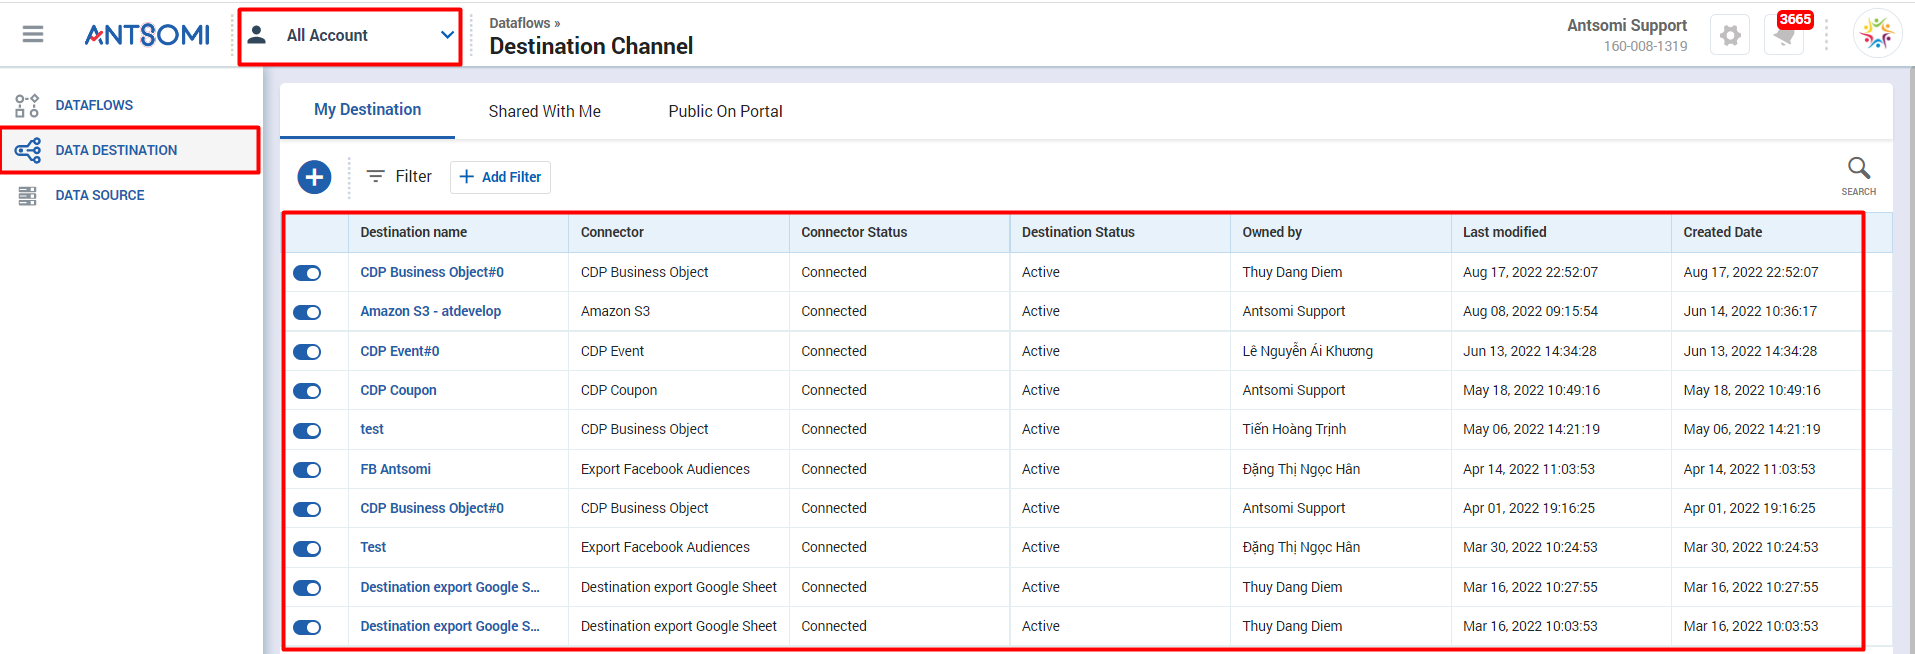 ANTSOMI
All Account
Dataflows »
Destination Channel
Antsomi Support
160-008-1319
3665
DATAFLOWS
DATA DESTINATION
DATA SOURCE
My Destination Shared With Me Public On Portal
Filter Add Filter
SEARCH
Destination name Connector Connector Status Destination Status Owned by Last modified Created Date
CDP Business Object#0 CDP Business Object Connected Active Thuy Dang Diem Aug 17, 2022 22:52:07 Aug 17, 2022 22:52:07
Amazon S3 - atdevelop Amazon S3 Connected Active Antsomi Support Aug 08, 2022 09:15:54 Jun 14, 2022 10:36:17
CDP Event#0 CDP Event Connected Active Lê Nguyễn Ái Khương Jun 13, 2022 14:34:28 Jun 13, 2022 14:34:28
CDP Coupon CDP Coupon Connected Active Antsomi Support May 18, 2022 10:49:16 May 18, 2022 10:49:16
test CDP Business Object Connected Active Tiến Hoàng Trịnh May 06, 2022 14:21:19 May 06, 2022 14:21:19
FB Antsomi Export Facebook Audiences Connected Active Đặng Thị Ngọc Hân Apr 14, 2022 11:03:53 Apr 14, 2022 11:03:53
CDP Business Object#0 CDP Business Object Connected Active Antsomi Support Apr 01, 2022 19:16:25 Apr 01, 2022 19:16:25
Test Export Facebook Audiences Connected Active Đặng Thị Ngọc Hân Mar 30, 2022 10:24:53 Mar 30, 2022 10:24:53
Destination export Google S... Destination export Google Sheet Connected Active Thuy Dang Diem Mar 16, 2022 10:27:55 Mar 16, 2022 10:27:55
Destination export Google S... Destination export Google Sheet Connected Active Thuy Dang Diem Mar 16, 2022 10:03:53 Mar 16, 2022 10:03:53